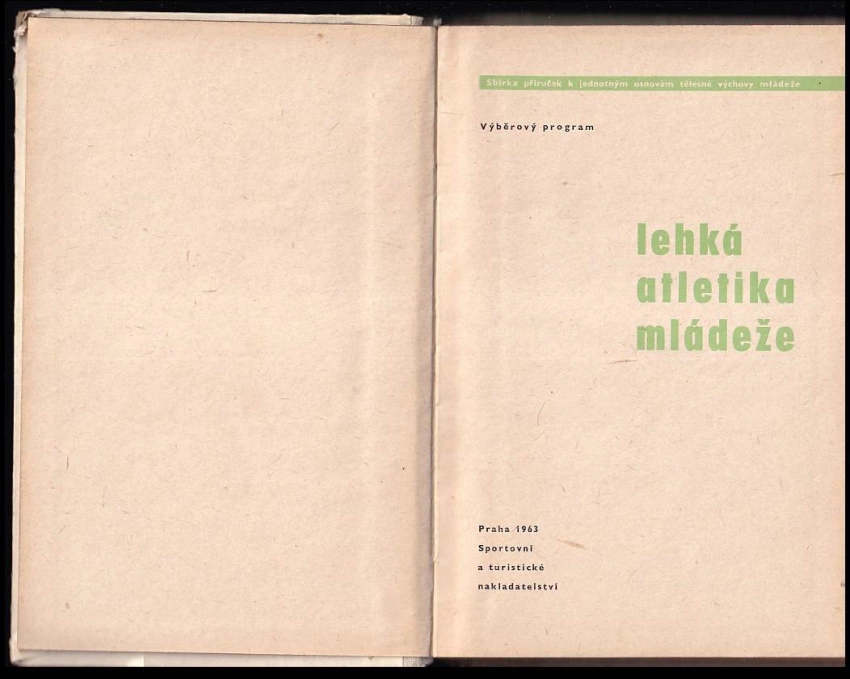 Sbírka příruček k jednotným osnovám tělesné výchovy mládeže
Výběrový program
lehká
atletika
mládeže
Praha 1963
Sportovní
a turistické
nakladatelství